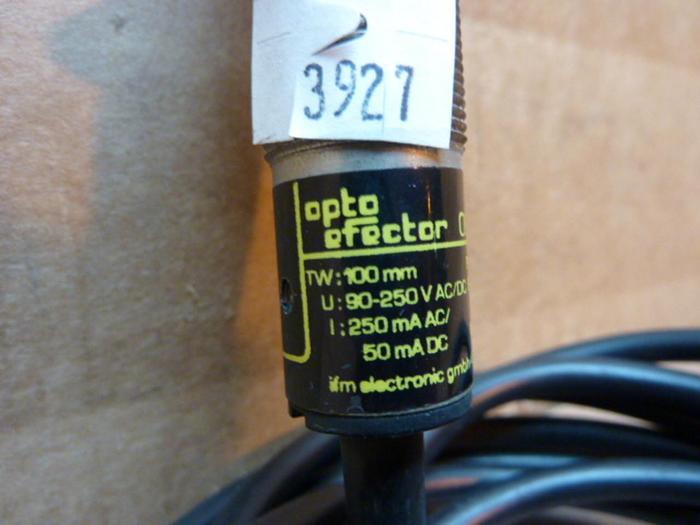 3927
opto
efector
TW: 100 mm
U: 90-250 V AC/DC
I: 250 mA AC/
50 mA DC
ifm electronic gmbh